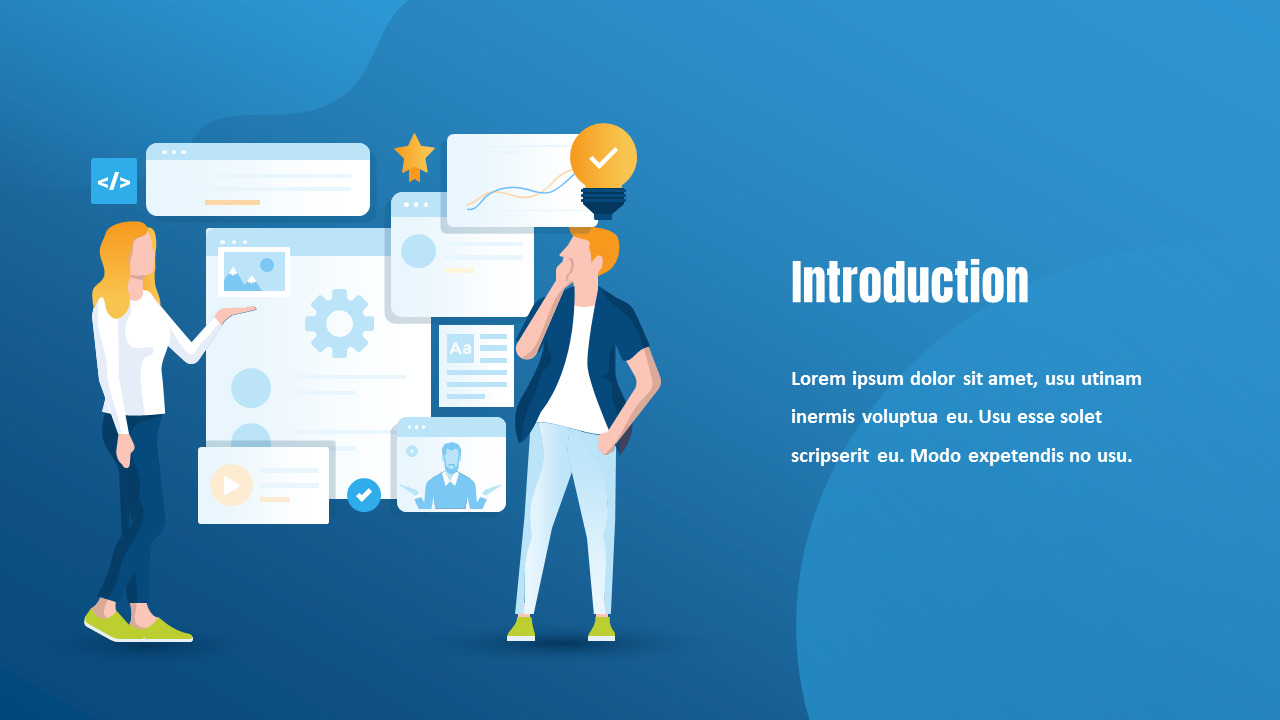 </>
Aa
Introduction
Lorem ipsum dolor sit amet, usu utinam
inermis voluptua eu. Usu esse solet
scripserit eu. Modo expetendis no usu.